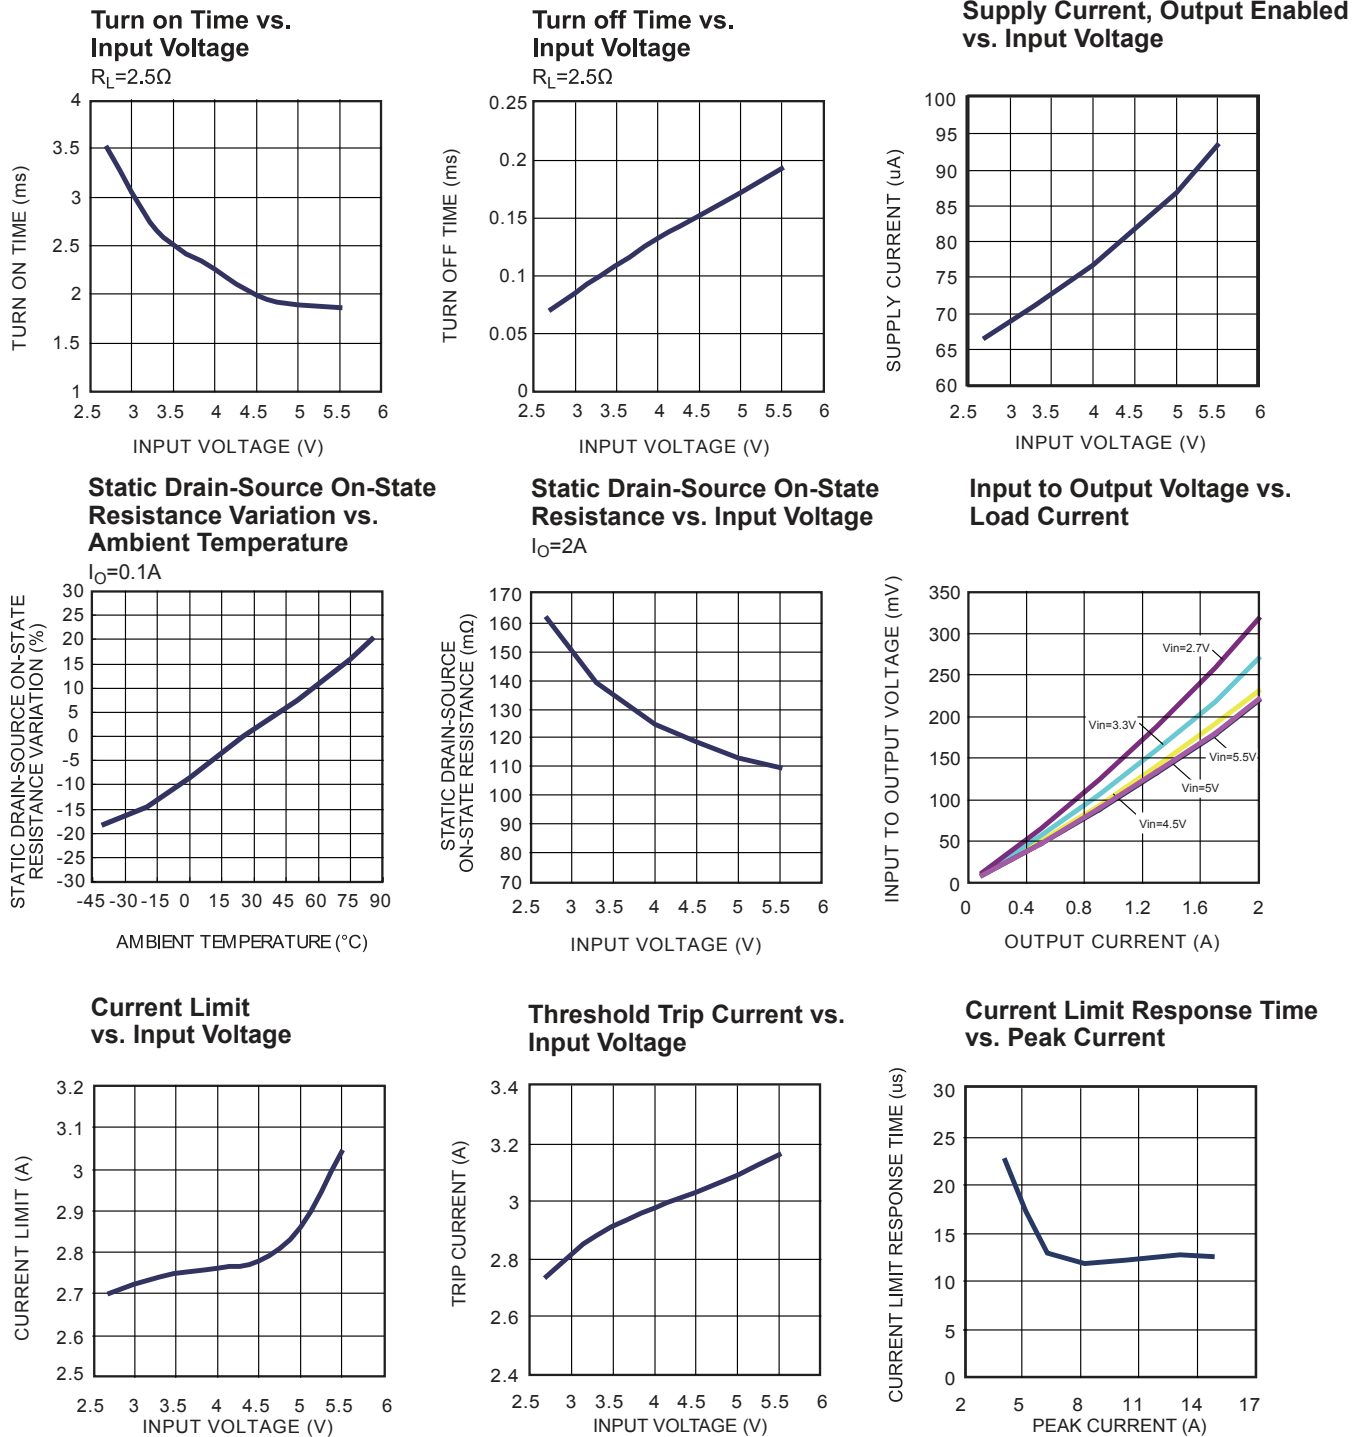 Turn on Time vs.
Input Voltage
RL=2.5Ω
4
3.5
3
2.5
2
1.5
1
2.5 3 3.5 4 4.5 5 5.5 6
TURN ON TIME (ms)
INPUT VOLTAGE (V)
Turn off Time vs.
Input Voltage
RL=2.5Ω
0.25
0.2
0.15
0.1
0.05
0
2.5 3 3.5 4 4.5 5 5.5 6
TURN OFF TIME (ms)
INPUT VOLTAGE (V)
Supply Current, Output Enabled
vs. Input Voltage
100
95
90
85
80
75
70
65
60
2.5 3 3.5 4 4.5 5 5.5 6
SUPPLY CURRENT (uA)
INPUT VOLTAGE (V)
Static Drain-Source On-State
Resistance Variation vs.
Ambient Temperature
IO=0.1A
30
25
20
15
10
5
0
-5
-10
-15
-20
-25
-30
-45 -30 -15 0 15 30 45 60 75 90
STATIC DRAIN-SOURCE ON-STATE
RESISTANCE VARIATION (%)
AMBIENT TEMPERATURE (°C)
Static Drain-Source On-State
Resistance vs. Input Voltage
IO=2A
170
160
150
140
130
120
110
100
90
80
70
2.5 3 3.5 4 4.5 5 5.5 6
STATIC DRAIN-SOURCE
ON-STATE RESISTANCE (mΩ)
INPUT VOLTAGE (V)
Input to Output Voltage vs.
Load Current
350
300
250
200
150
100
50
0
0 0.4 0.8 1.2 1.6 2
Vin=2.7V
Vin=3.3V
Vin=5.5V
Vin=5V
Vin=4.5V
INPUT TO OUTPUT VOLTAGE (mV)
OUTPUT CURRENT (A)
Current Limit
vs. Input Voltage
3.2
3.1
3
2.9
2.8
2.7
2.6
2.5
2.5 3 3.5 4 4.5 5 5.5 6
CURRENT LIMIT (A)
INPUT VOLTAGE (V)
Threshold Trip Current vs.
Input Voltage
3.4
3.2
3
2.8
2.6
2.4
2.5 3 3.5 4 4.5 5 5.5 6
TRIP CURRENT (A)
INPUT VOLTAGE (V)
Current Limit Response Time
vs. Peak Current
30
25
20
15
10
5
0
2 5 8 11 14 17
CURRENT LIMIT RESPONSE TIME (us)
PEAK CURRENT (A)